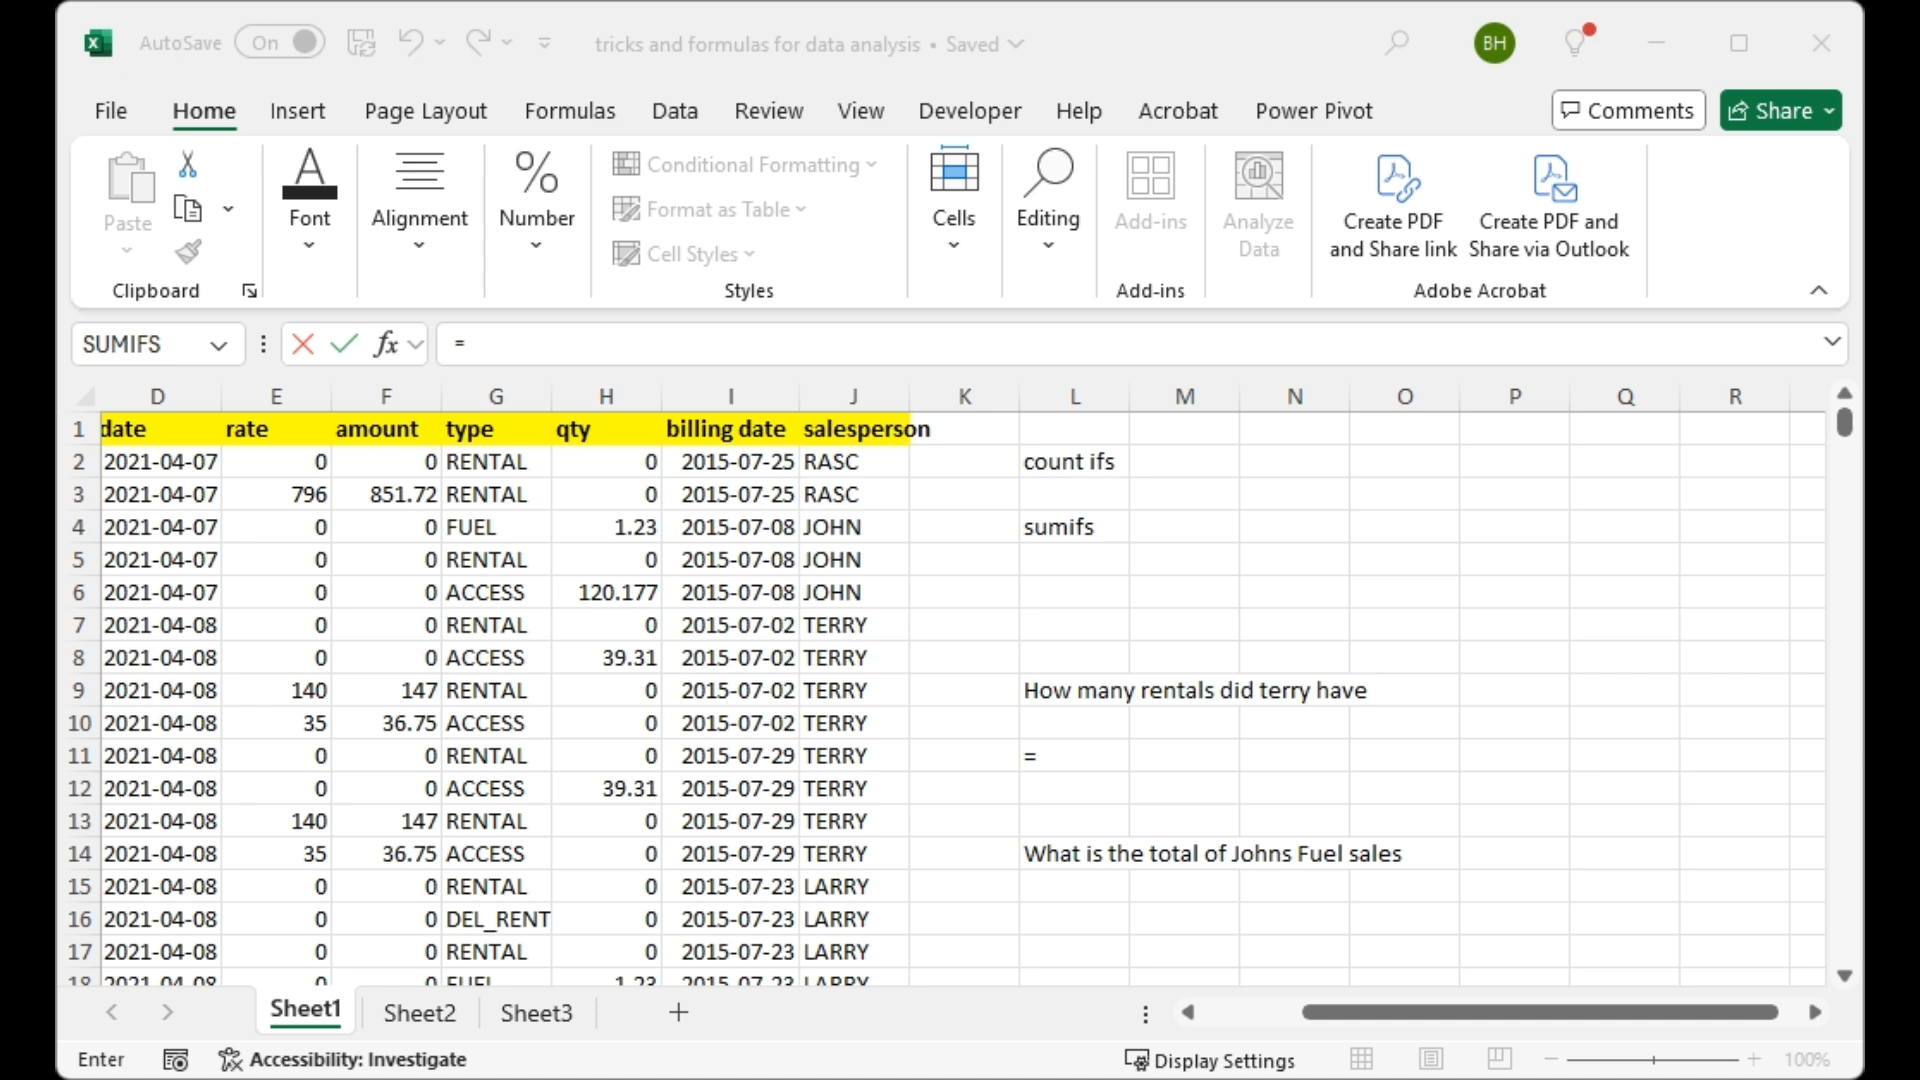 AutoSave On tricks and formulas for data analysis • Saved BH
File Home Insert Page Layout Formulas Data Review View Developer Help Acrobat Power Pivot Comments Share
Paste Font Alignment Number Conditional Formatting Format as Table Cell Styles Cells Editing Add-ins Analyze Data Create PDF and Share link Create PDF and Share via Outlook
Clipboard Styles Add-ins Adobe Acrobat
SUMIFS fx =
D E F G H I J K L M N O P Q R
1 date rate amount type qty billing date salesperson
2 2021-04-07 0 0 RENTAL 0 2015-07-25 RASC count ifs
3 2021-04-07 796 851.72 RENTAL 0 2015-07-25 RASC
4 2021-04-07 0 0 FUEL 1.23 2015-07-08 JOHN sumifs
5 2021-04-07 0 0 RENTAL 0 2015-07-08 JOHN
6 2021-04-07 0 0 ACCESS 120.177 2015-07-08 JOHN
7 2021-04-08 0 0 RENTAL 0 2015-07-02 TERRY
8 2021-04-08 0 0 ACCESS 39.31 2015-07-02 TERRY
9 2021-04-08 140 147 RENTAL 0 2015-07-02 TERRY How many rentals did terry have
10 2021-04-08 35 36.75 ACCESS 0 2015-07-02 TERRY
11 2021-04-08 0 0 RENTAL 0 2015-07-29 TERRY =
12 2021-04-08 0 0 ACCESS 39.31 2015-07-29 TERRY
13 2021-04-08 140 147 RENTAL 0 2015-07-29 TERRY
14 2021-04-08 35 36.75 ACCESS 0 2015-07-29 TERRY What is the total of Johns Fuel sales
15 2021-04-08 0 0 RENTAL 0 2015-07-23 LARRY
16 2021-04-08 0 0 DEL_RENT 0 2015-07-23 LARRY
17 2021-04-08 0 0 RENTAL 0 2015-07-23 LARRY
18 2021-04-08 0 0 FUEL 1.23 2015-07-23 LARRY
Sheet1 Sheet2 Sheet3
Enter Accessibility: Investigate Display Settings 100%